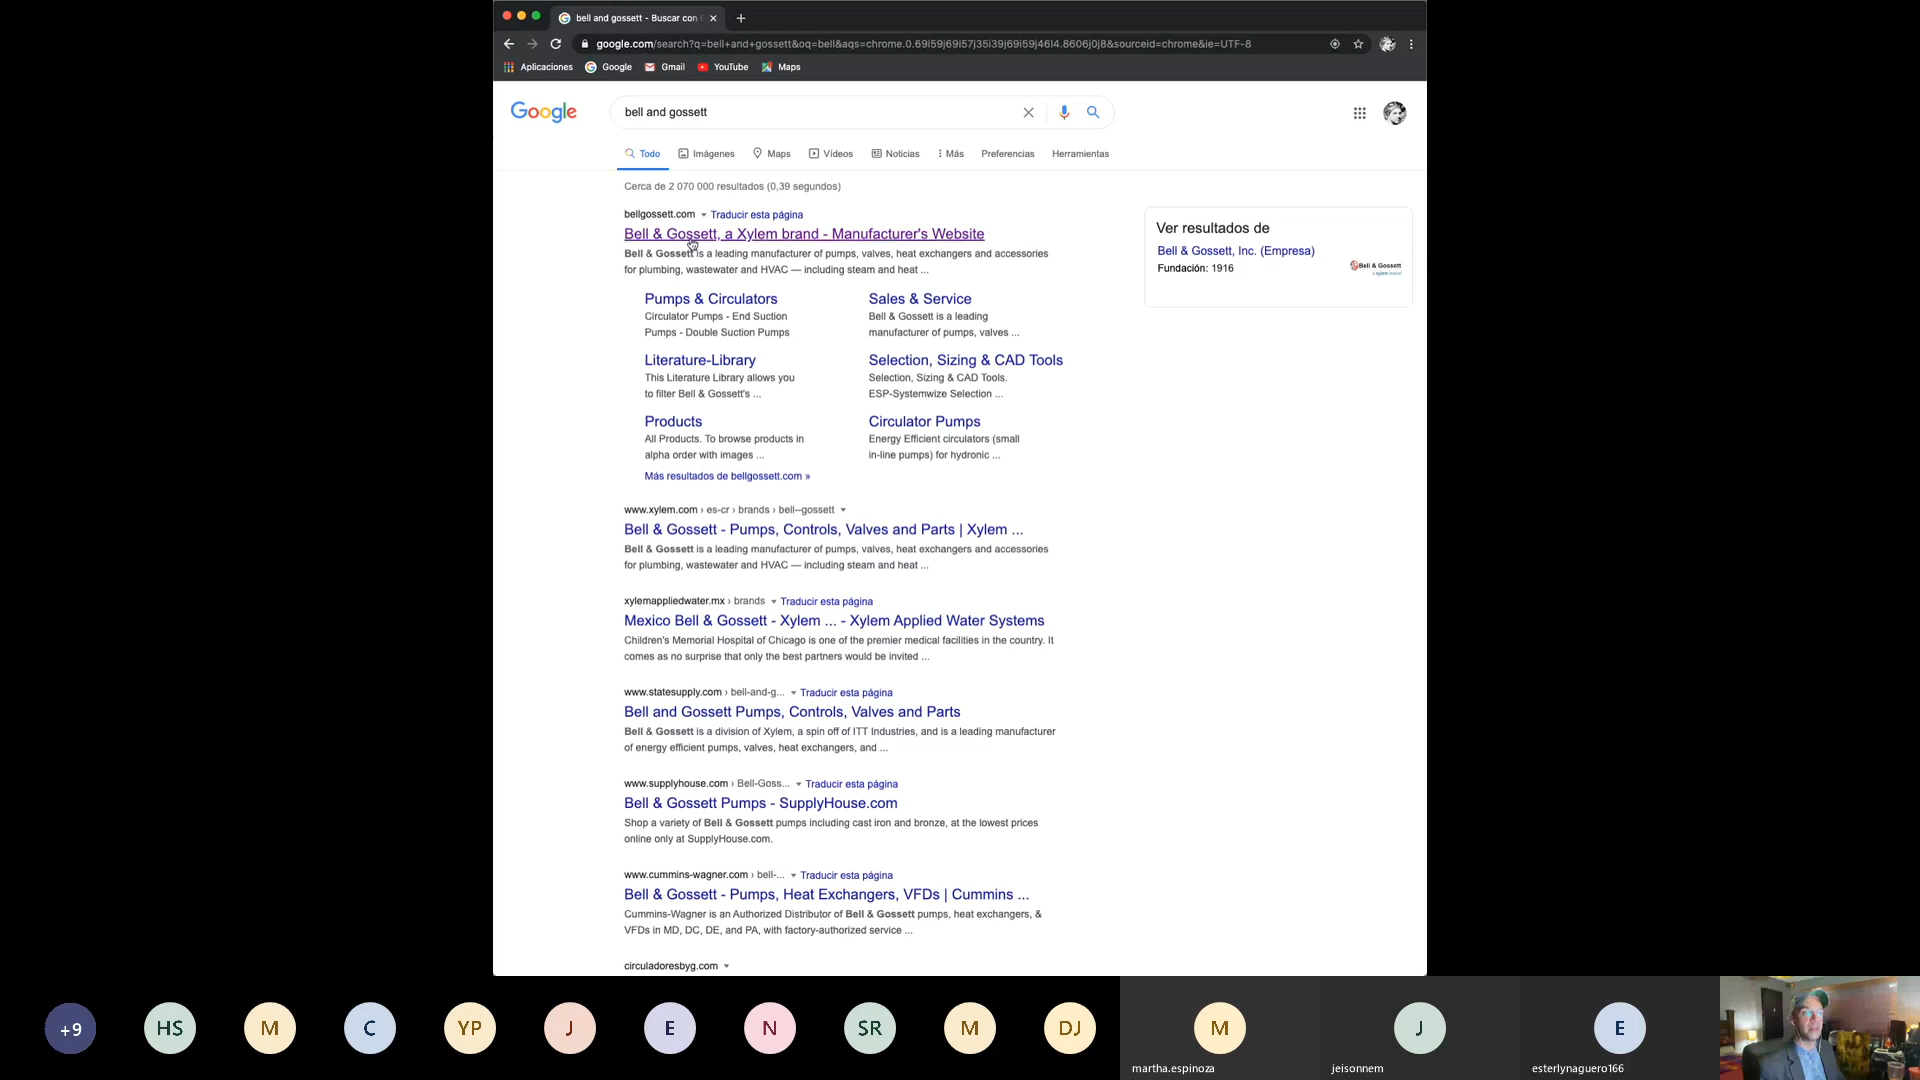 bell and gossett - Buscar con
google.com/search?q=bell+and+gossett&oq=bell&aqs=chrome.0.69i59j69i57j35i39j69i59j46l4.8606j0j8&sourceid=chrome&ie=UTF-8
Aplicaciones Google Gmail YouTube Maps
Google
bell and gossett
Todo Imágenes Maps Vídeos Noticias Más Preferencias Herramientas
Cerca de 2 070 000 resultados (0,39 segundos)
bellgossett.com Traducir esta página
Bell & Gossett, a Xylem brand - Manufacturer's Website
Bell & Gossett is a leading manufacturer of pumps, valves, heat exchangers and accessories
for plumbing, wastewater and HVAC — including steam and heat ...
Pumps & Circulators
Circulator Pumps - End Suction
Pumps - Double Suction Pumps
Sales & Service
Bell & Gossett is a leading
manufacturer of pumps, valves ...
Literature-Library
This Literature Library allows you
to filter Bell & Gossett's ...
Selection, Sizing & CAD Tools
Selection, Sizing & CAD Tools.
ESP-Systemwize Selection ...
Products
All Products. To browse products in
alpha order with images ...
Circulator Pumps
Energy Efficient circulators (small
in-line pumps) for hydronic ...
Más resultados de bellgossett.com »
www.xylem.com › es-cr › brands › bell--gossett
Bell & Gossett - Pumps, Controls, Valves and Parts | Xylem ...
Bell & Gossett is a leading manufacturer of pumps, valves, heat exchangers and accessories
for plumbing, wastewater and HVAC — including steam and heat ...
xylemappliedwater.mx › brands Traducir esta página
Mexico Bell & Gossett - Xylem ... - Xylem Applied Water Systems
Children's Memorial Hospital of Chicago is one of the premier medical facilities in the country. It
comes as no surprise that only the best partners would be invited ...
www.statesupply.com › bell-and-g... Traducir esta página
Bell and Gossett Pumps, Controls, Valves and Parts
Bell & Gossett is a division of Xylem, a spin off of ITT Industries, and is a leading manufacturer
of energy efficient pumps, valves, heat exchangers, and ...
www.supplyhouse.com › Bell-Goss... Traducir esta página
Bell & Gossett Pumps - SupplyHouse.com
Shop a variety of Bell & Gossett pumps including cast iron and bronze, at the lowest prices
online only at SupplyHouse.com.
www.cummins-wagner.com › bell-... Traducir esta página
Bell & Gossett - Pumps, Heat Exchangers, VFDs | Cummins ...
Cummins-Wagner is an Authorized Distributor of Bell & Gossett pumps, heat exchangers, &
VFDs in MD, DC, DE, and PA, with factory-authorized service ...
circuladoresbyg.com
Ver resultados de
Bell & Gossett, Inc. (Empresa)
Fundación: 1916
Bell & Gossett
a xylem brand
+9 HS M C YP J E N SR M DJ M J E
martha.espinoza jeisonnem esterlynaguero166